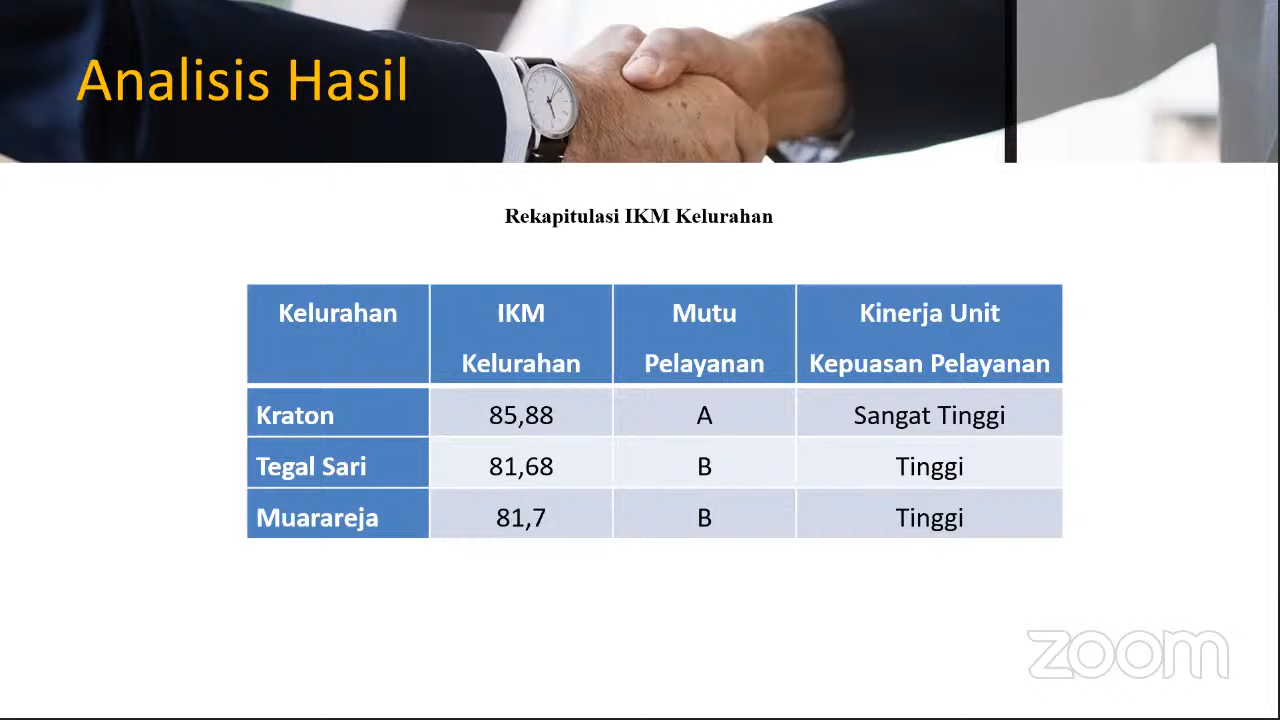 Analisis Hasil
Rekapitulasi IKM Kelurahan
Kelurahan IKM Kelurahan Mutu Pelayanan Kinerja Unit Kepuasan Pelayanan
Kraton 85,88 A Sangat Tinggi
Tegal Sari 81,68 B Tinggi
Muarareja 81,7 B Tinggi
zoom